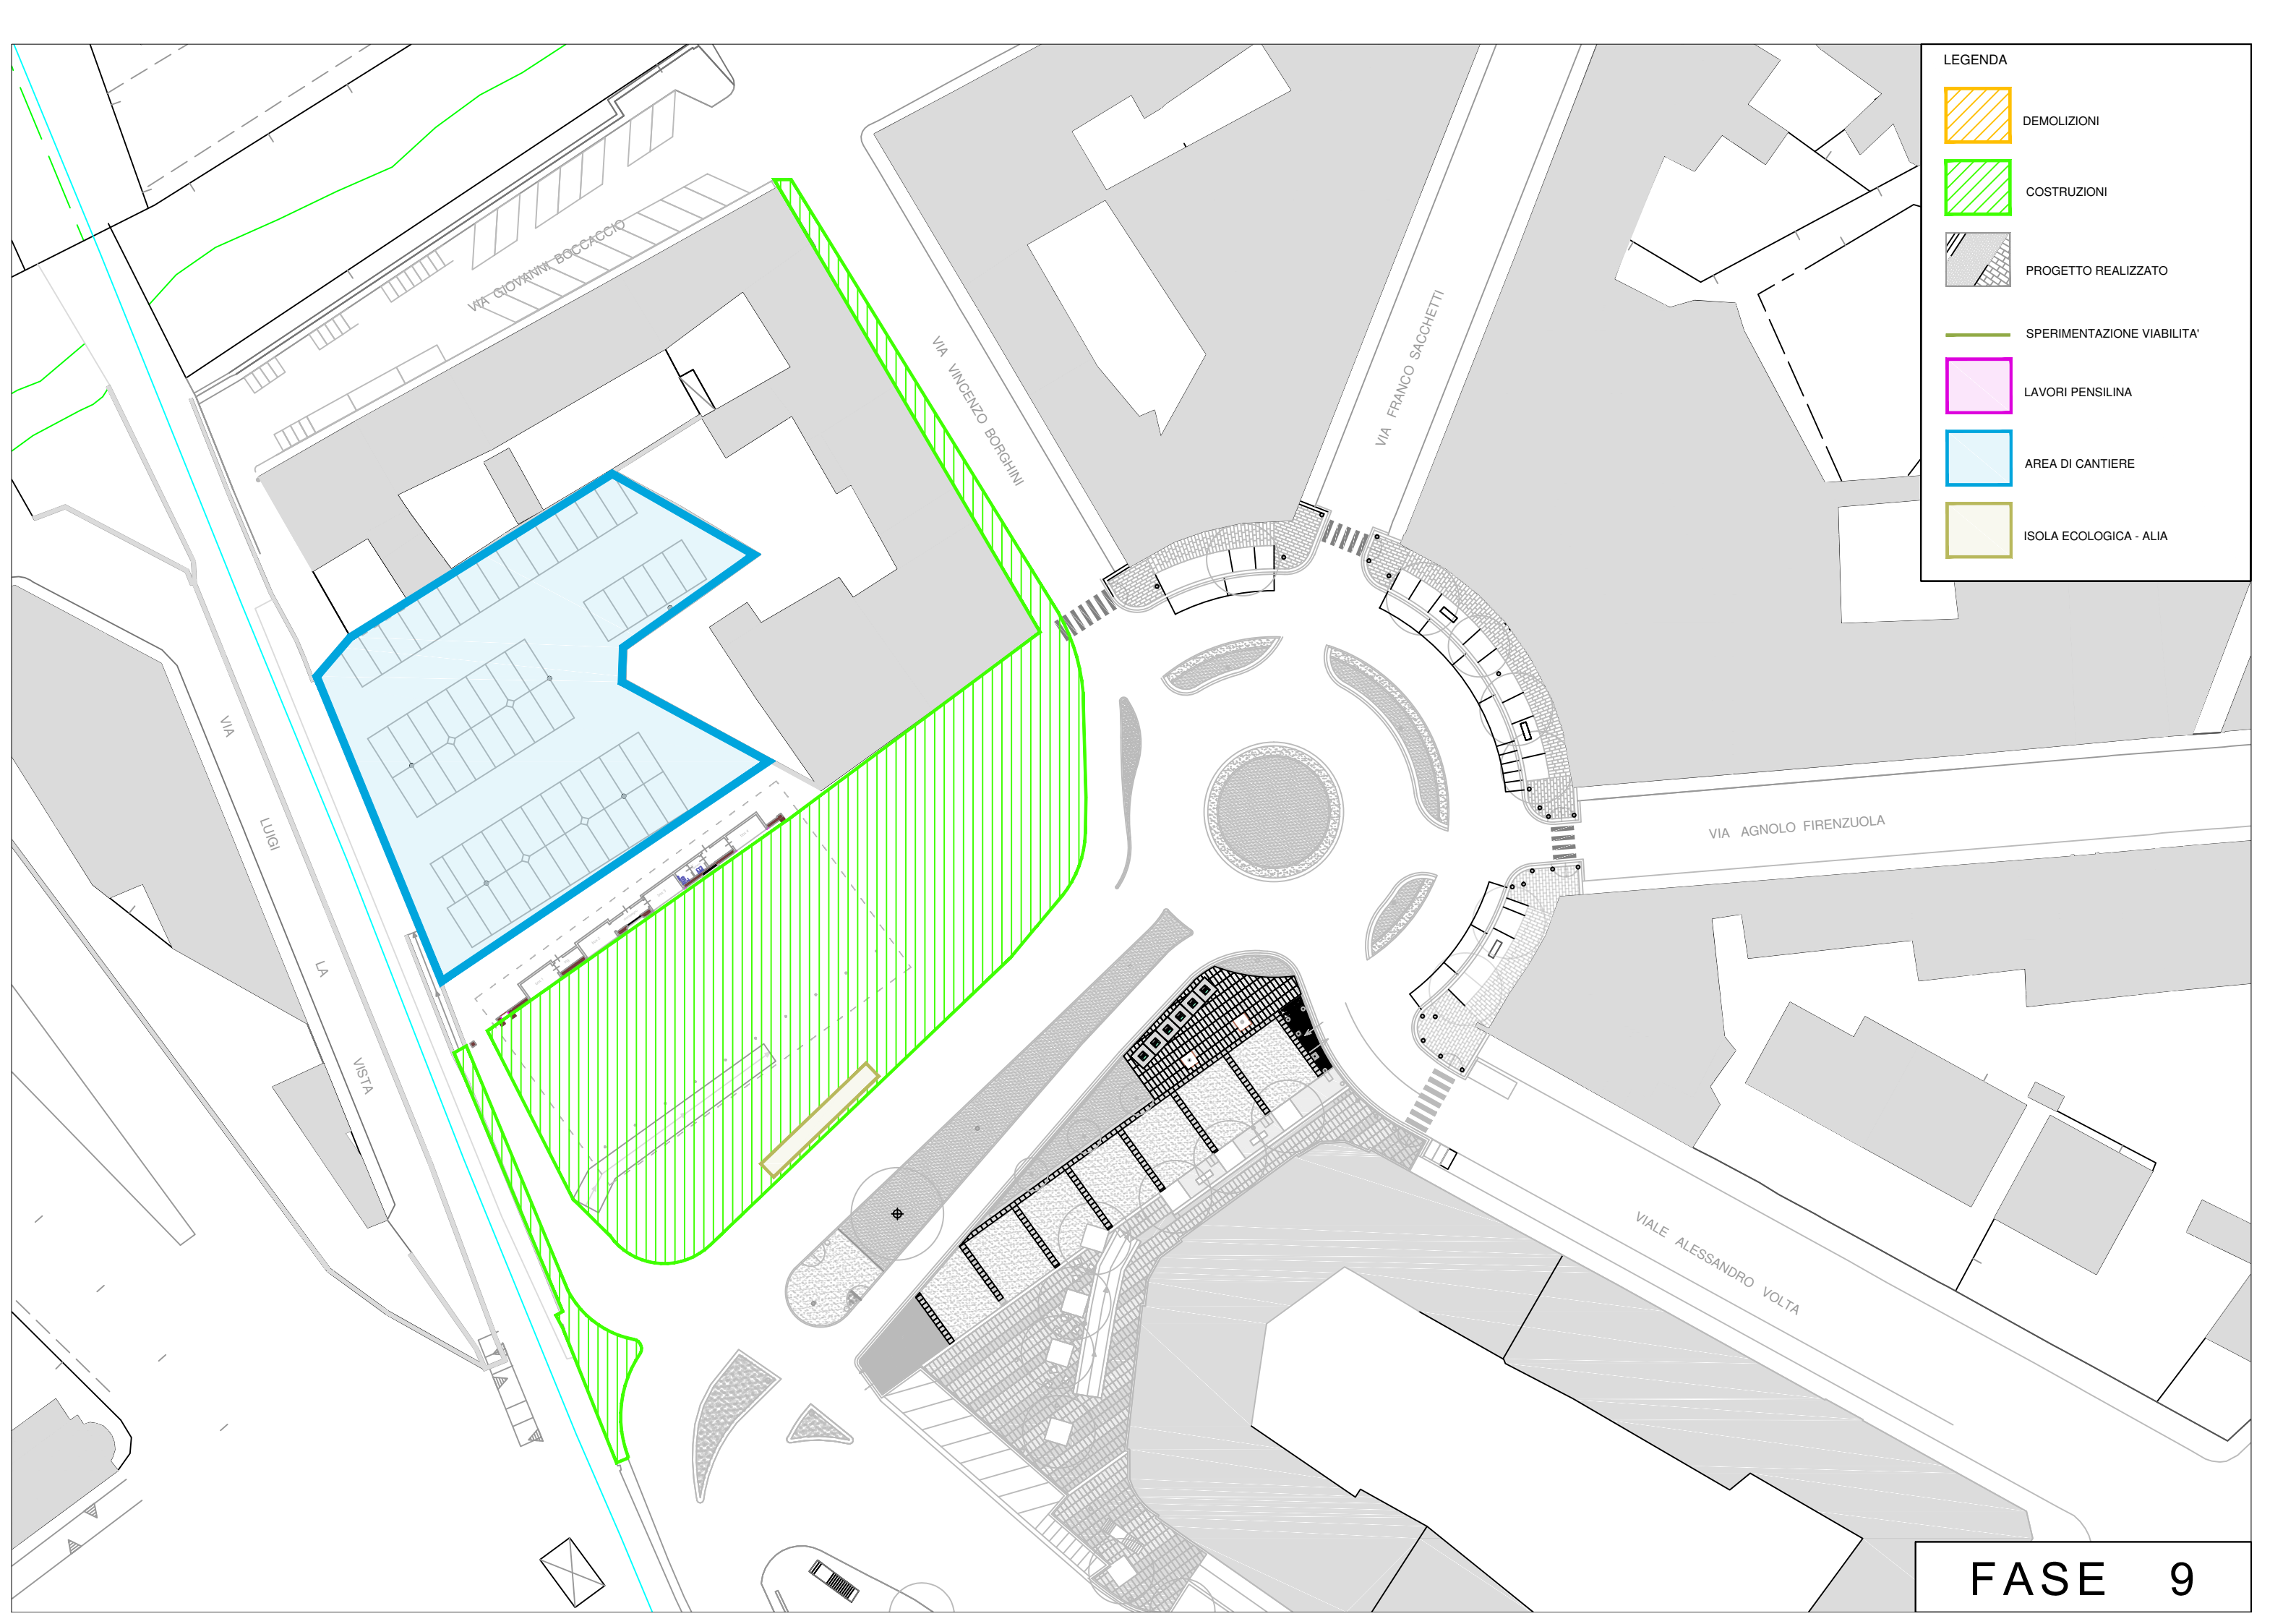 LEGENDA
DEMOLIZIONI
COSTRUZIONI
PROGETTO REALIZZATO
SPERIMENTAZIONE VIABILITA'
LAVORI PENSILINA
AREA DI CANTIERE
ISOLA ECOLOGICA - ALIA
VIA GIOVANNI BOCCACCIO
VIA VINCENZO BORGHINI
VIA FRANCO SACCHETTI
VIA AGNOLO FIRENZUOLA
VIA LUIGI LA VISTA
VIALE ALESSANDRO VOLTA
FASE 9